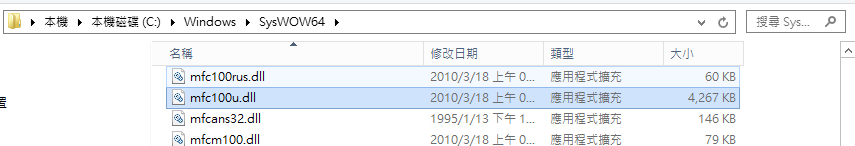 本機 本機磁碟 (C:) Windows SysWOW64 搜尋 Sys...
名稱 修改日期 類型 大小
mfc100rus.dll 2010/3/18 上午 0... 應用程式擴充 60 KB
置 mfc100u.dll 2010/3/18 上午 0... 應用程式擴充 4,267 KB
mfcans32.dll 1995/1/13 下午 1... 應用程式擴充 146 KB
mfcm100.dll 2010/3/18 上午 0... 應用程式擴充 79 KB